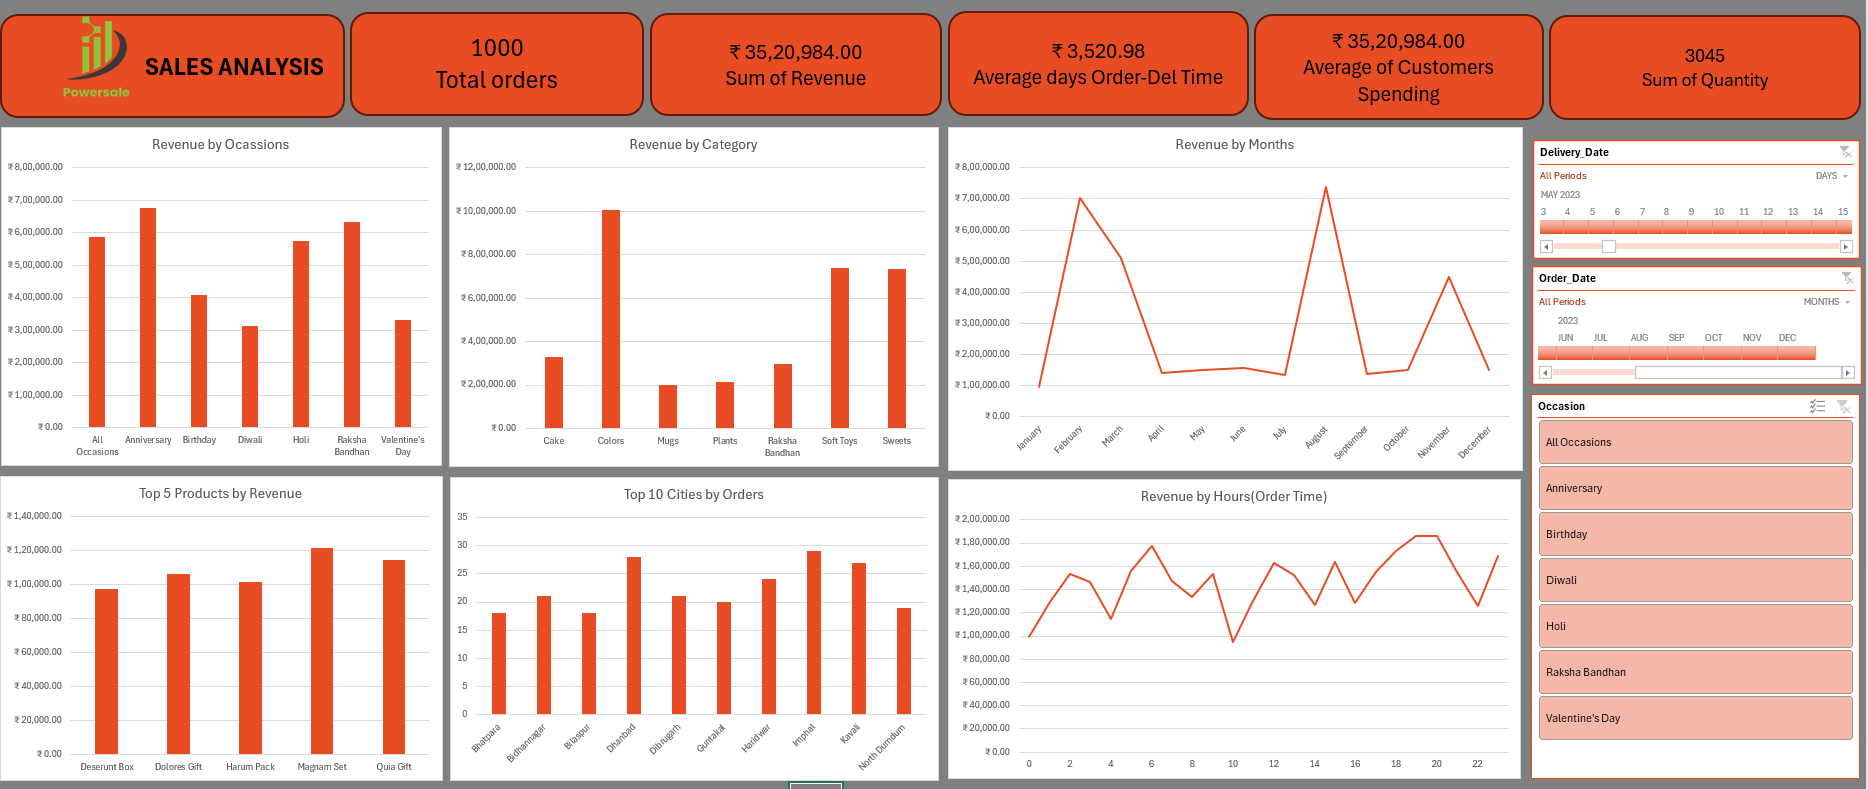 Powersale
SALES ANALYSIS
1000
Total orders
₹ 35,20,984.00
Sum of Revenue
₹ 3,520.98
Average days Order-Del Time
₹ 35,20,984.00
Average of Customers
Spending
3045
Sum of Quantity
Revenue by Ocassions
₹ 8,00,000.00
₹ 7,00,000.00
₹ 6,00,000.00
₹ 5,00,000.00
₹ 4,00,000.00
₹ 3,00,000.00
₹ 2,00,000.00
₹ 1,00,000.00
₹ 0.00
All Occasions
Anniversary
Birthday
Diwali
Holi
Raksha Bandhan
Valentine's Day
Revenue by Category
₹ 12,00,000.00
₹ 10,00,000.00
₹ 8,00,000.00
₹ 6,00,000.00
₹ 4,00,000.00
₹ 2,00,000.00
₹ 0.00
Cake
Colors
Mugs
Plants
Raksha Bandhan
Soft Toys
Sweets
Revenue by Months
₹ 8,00,000.00
₹ 7,00,000.00
₹ 6,00,000.00
₹ 5,00,000.00
₹ 4,00,000.00
₹ 3,00,000.00
₹ 2,00,000.00
₹ 1,00,000.00
₹ 0.00
January
February
March
April
May
June
July
August
September
October
November
December
Delivery_Date
All Periods
DAYS
MAY 2023
3 4 5 6 7 8 9 10 11 12 13 14 15
Order_Date
All Periods
MONTHS
2023
JUN JUL AUG SEP OCT NOV DEC
Occasion
All Occasions
Anniversary
Birthday
Diwali
Holi
Raksha Bandhan
Valentine's Day
Top 5 Products by Revenue
₹ 1,40,000.00
₹ 1,20,000.00
₹ 1,00,000.00
₹ 80,000.00
₹ 60,000.00
₹ 40,000.00
₹ 20,000.00
₹ 0.00
Deserunt Box
Dolores Gift
Harum Pack
Magnam Set
Quia Gift
Top 10 Cities by Orders
35
30
25
20
15
10
5
0
Bhatpara
Bidhannagar
Bilaspur
Dhanbad
Dibrugarh
Guntakal
Haridwar
Imphal
Kavali
North Dumdum
Revenue by Hours(Order Time)
₹ 2,00,000.00
₹ 1,80,000.00
₹ 1,60,000.00
₹ 1,40,000.00
₹ 1,20,000.00
₹ 1,00,000.00
₹ 80,000.00
₹ 60,000.00
₹ 40,000.00
₹ 20,000.00
₹ 0.00
0 2 4 6 8 10 12 14 16 18 20 22